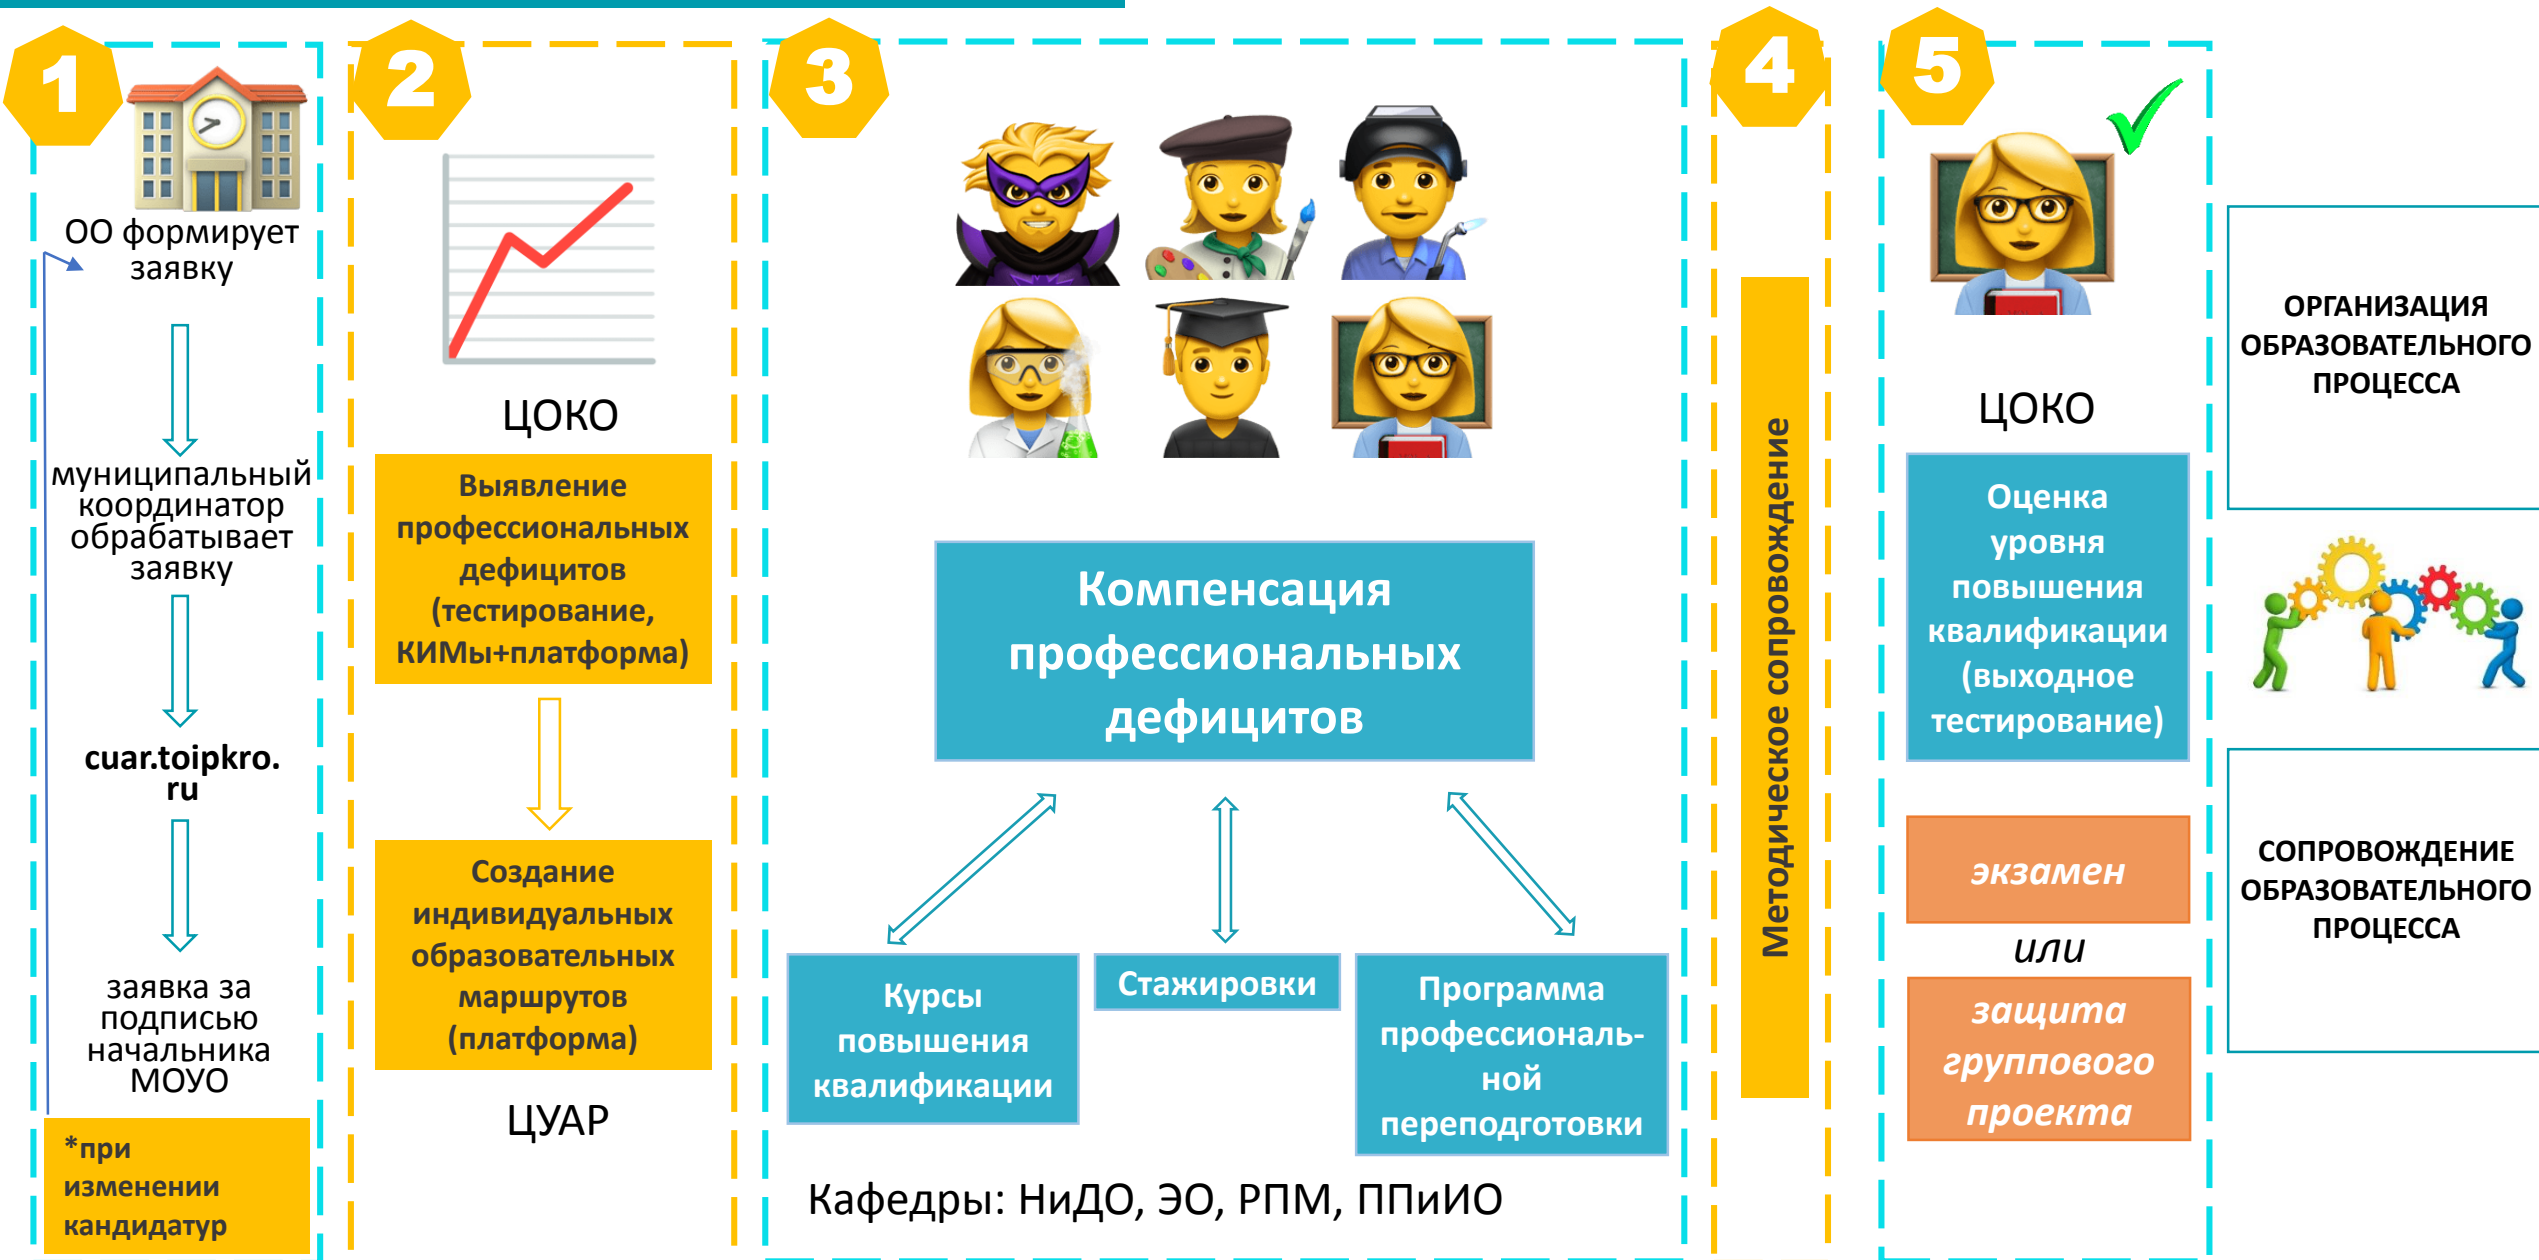 1
ОО формирует
заявку
муниципальный
координатор
обрабатывает
заявку
cuar.toipkro.
ru
заявка за
подписью
начальника
МОУО
*при
изменении
кандидатур
2
ЦОКО
Выявление
профессиональных
дефицитов
(тестирование,
КИМы+платформа)
Создание
индивидуальных
образовательных
маршрутов
(платформа)
ЦУАР
3
Компенсация
профессиональных
дефицитов
Курсы
повышения
квалификации
Стажировки
Программа
профессиональ-
ной
переподготовки
Кафедры: НиДО, ЭО, РПМ, ППиИО
4
Методическое сопровождение
5
ЦОКО
Оценка
уровня
повышения
квалификации
(выходное
тестирование)
экзамен
или
защита
группового
проекта
ОРГАНИЗАЦИЯ
ОБРАЗОВАТЕЛЬНОГО
ПРОЦЕССА
СОПРОВОЖДЕНИЕ
ОБРАЗОВАТЕЛЬНОГО
ПРОЦЕССА